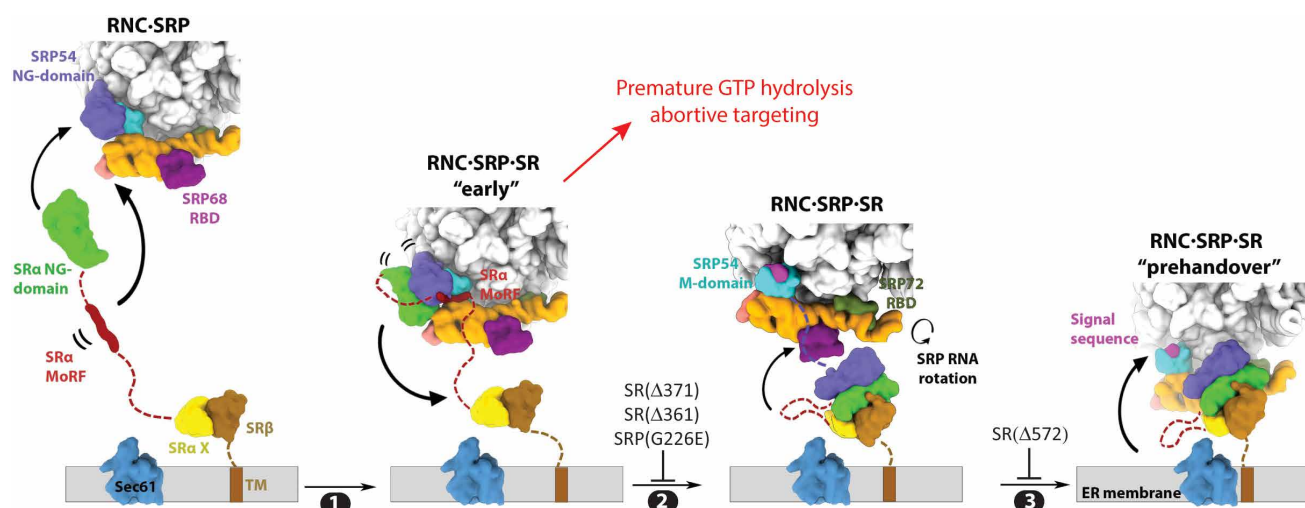 RNC·SRP
SRP54
NG-domain
SRP68
RBD
SRα NG-
domain
SRα
MoRF
SRα X
SRβ
Sec61
TM
1
Premature GTP hydrolysis
abortive targeting
RNC·SRP·SR
“early”
SRα
MoRF
SR(Δ371)
SR(Δ361)
SRP(G226E)
2
RNC·SRP·SR
SRP54
M-domain
SRP72
RBD
SRP RNA
rotation
SR(Δ572)
3
RNC·SRP·SR
“prehandover”
Signal
sequence
ER membrane